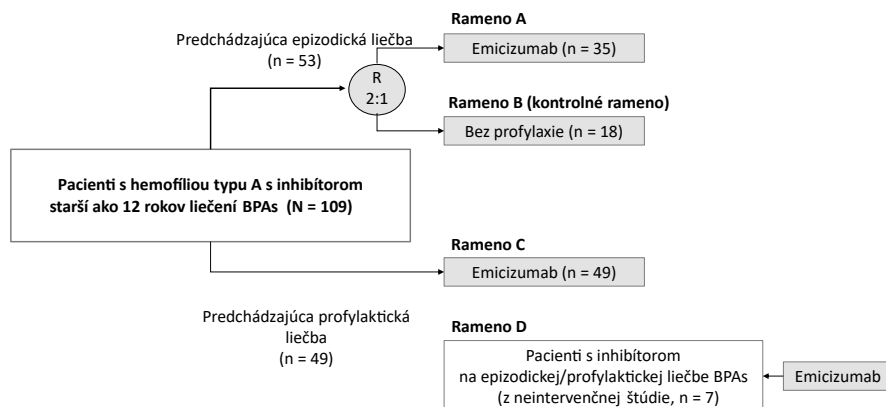 Rameno A
Predchádzajúca epizodická liečba
(n = 53)
Emicizumab (n = 35)
R
2:1
Rameno B (kontrolné rameno)
Bez profylaxie (n = 18)
Pacienti s hemofíliou typu A s inhibítorom
starší ako 12 rokov liečení BPAs (N = 109)
Rameno C
Emicizumab (n = 49)
Predchádzajúca profylaktická
liečba
(n = 49)
Rameno D
Pacienti s inhibítorom
na epizodickej/profylaktickej liečbe BPAs
(z neintervenčnej štúdie, n = 7)
Emicizumab